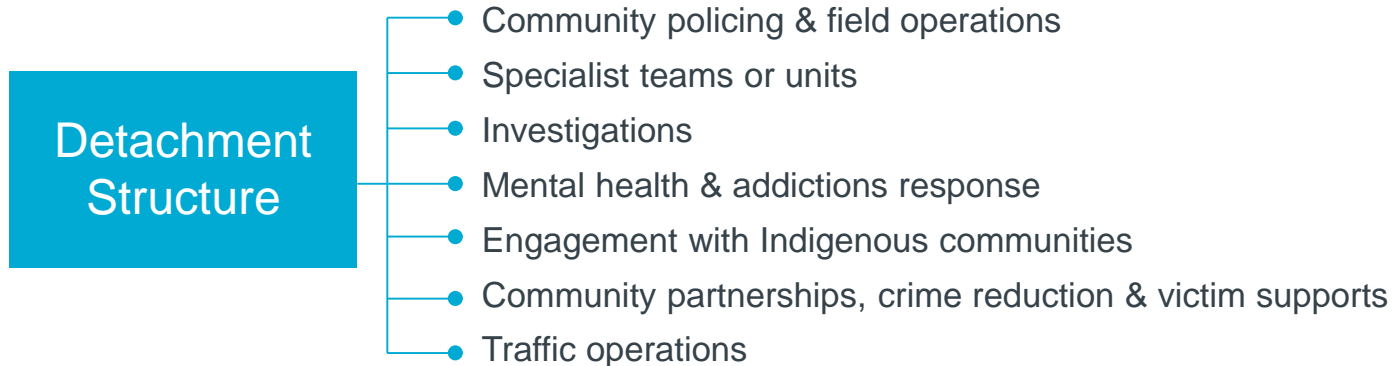 Detachment
Structure
Community policing & field operations
Specialist teams or units
Investigations
Mental health & addictions response
Engagement with Indigenous communities
Community partnerships, crime reduction & victim supports
Traffic operations